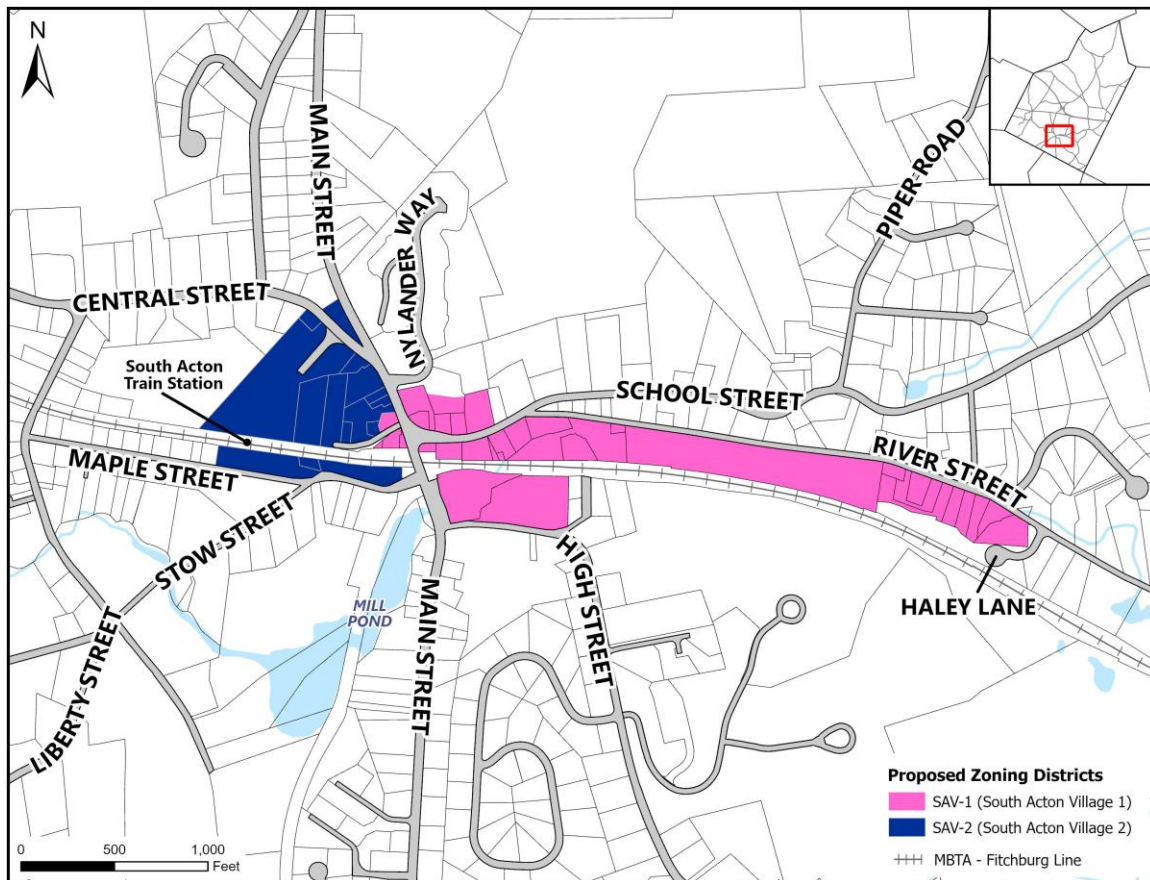 N
MAIN STREET
PIPER ROAD
NYLANDER WAY
CENTRAL STREET
South Acton
Train Station
SCHOOL STREET
MAPLE STREET
RIVER STREET
STOW STREET
HIGH STREET
HALEY LANE
MILL
POND
MAIN STREET
LIBERTY STREET
Proposed Zoning Districts
SAV-1 (South Acton Village 1)
SAV-2 (South Acton Village 2)
MBTA - Fitchburg Line
0 500 1,000
Feet